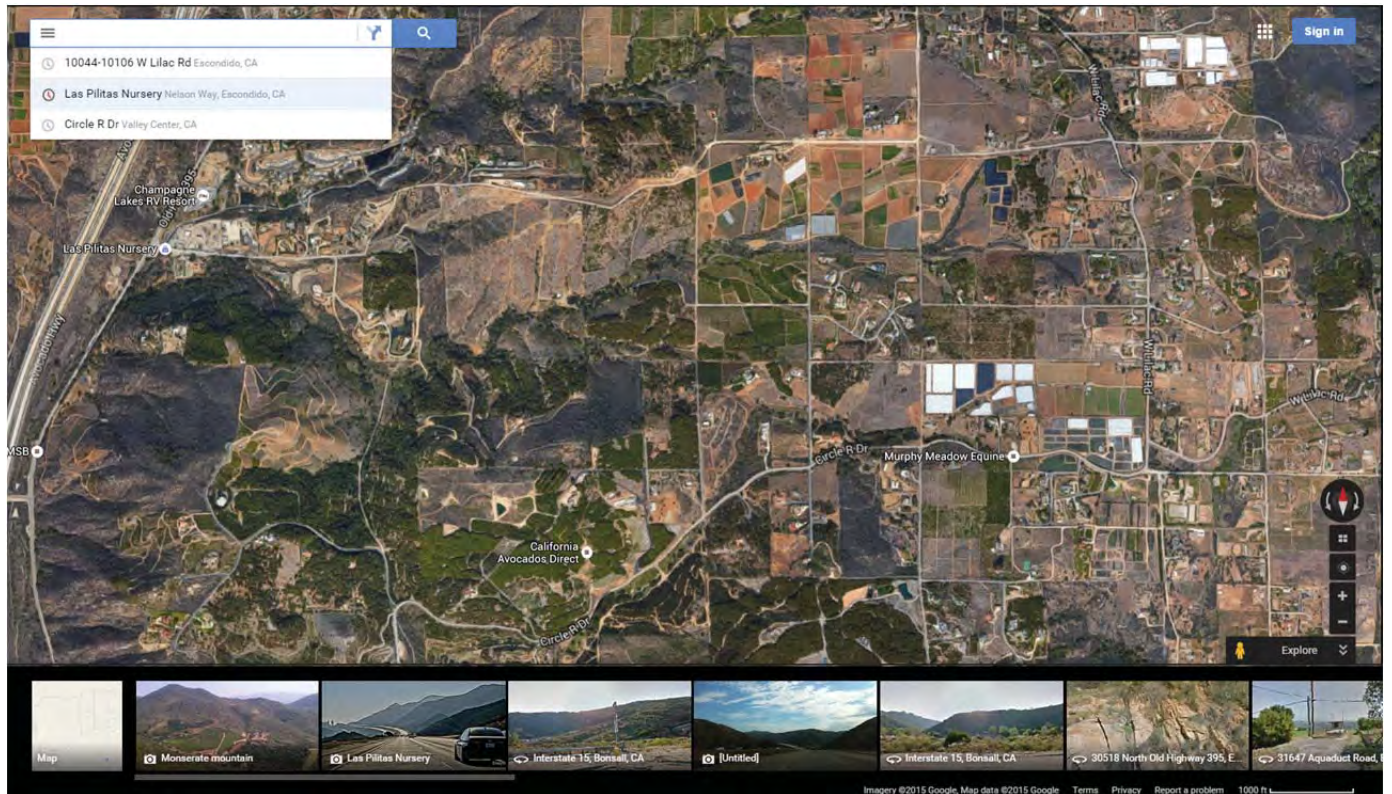 Sign in
10044-10106 W Lilac Rd Escondido, CA
Las Pilitas Nursery Nelson Way, Escondido, CA
Circle R Dr Valley Center, CA
W Lilac Rd
Champagne
Lakes RV Resort
395
Las Pilitas Nursery
W Lilac Rd
W Lilac Rd
MSB
Circle R Dr
Murphy Meadow Equine
California
Avocados Direct
Circle R Dr
Explore
Map
Monserate mountain
Las Pilitas Nursery
Interstate 15, Bonsall, CA
[Untitled]
Interstate 15, Bonsall, CA
30518 North Old Highway 395, E...
31647 Aquaduct Road,
Imagery ©2015 Google, Map data ©2015 Google Terms Privacy Report a problem 1000 ft